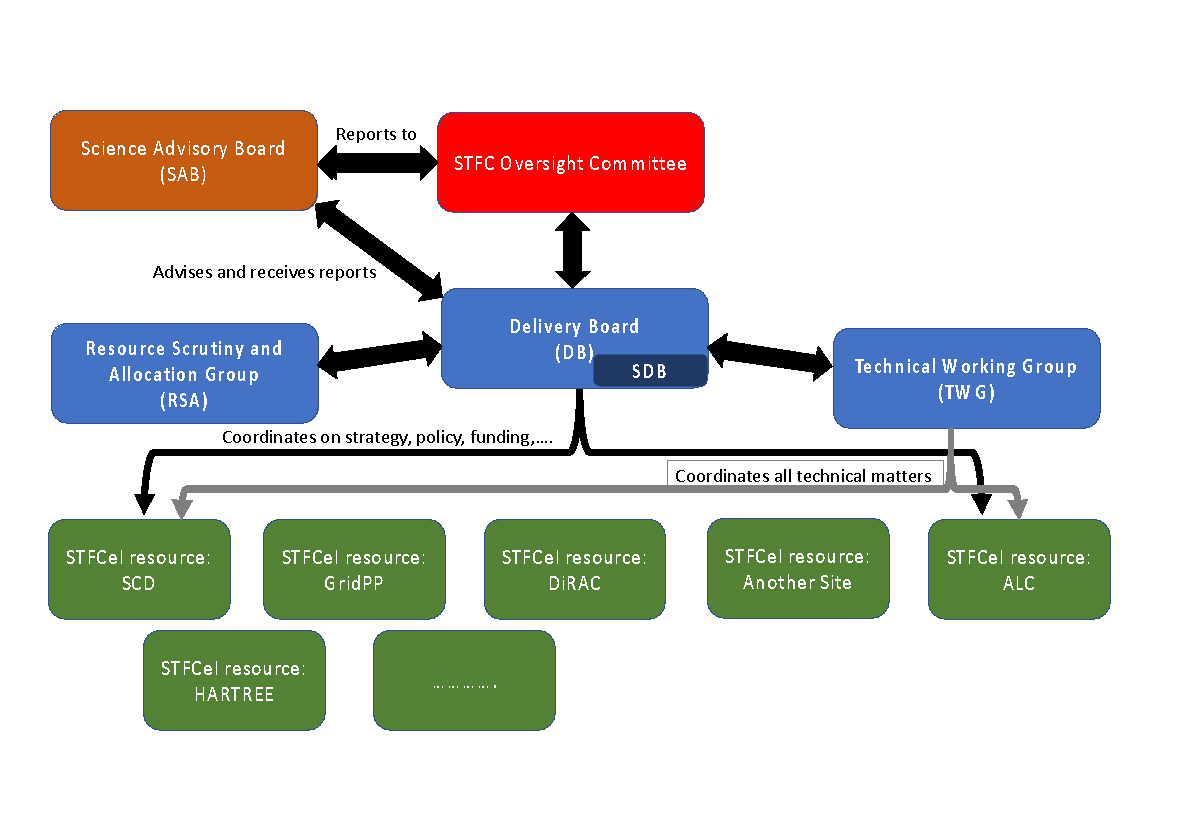 Science Advisory Board
(SAB)
Reports to
STFC Oversight Committee
Advises and receives reports
Delivery Board
(DB)
SDB
Resource Scrutiny and
Allocation Group
(RSA)
Technical Working Group
(TWG)
Coordinates on strategy, policy, funding,....
Coordinates all technical matters
STFCel resource:
SCD
STFCel resource:
GridPP
STFCel resource:
DiRAC
STFCel resource:
Another Site
STFCel resource:
ALC
STFCel resource:
HARTREE
…………….